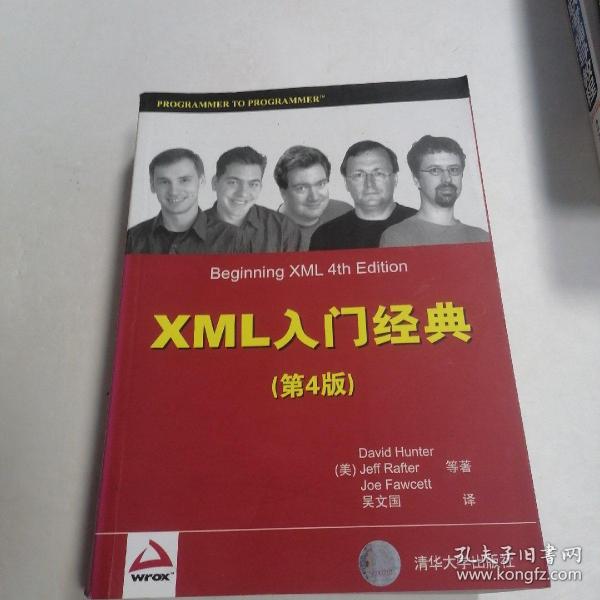 PROGRAMMER TO PROGRAMMER™
Beginning XML 4th Edition
XML入门经典
(第4版)
David Hunter
(美) Jeff Rafter 等著
Joe Fawcett
吴文国 译
wrox™
清华大学出版社
孔夫子旧书网
www.kongfz.com